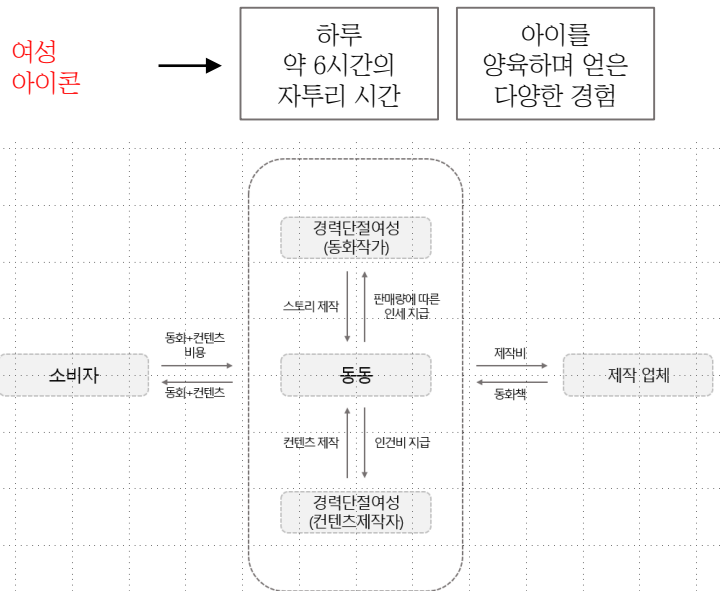 여성
아이콘
하루
약 6시간의
자투리 시간
아이를
양육하며 얻은
다양한 경험
경력단절여성
(동화작가)
스토리 제작
판매량에 따른
인세 지급
동화+컨텐츠
비용
소비자
동화+컨텐츠
동동
제작비
동화책
제작 업체
컨텐츠 제작
인건비 지급
경력단절여성
(컨텐츠제작자)